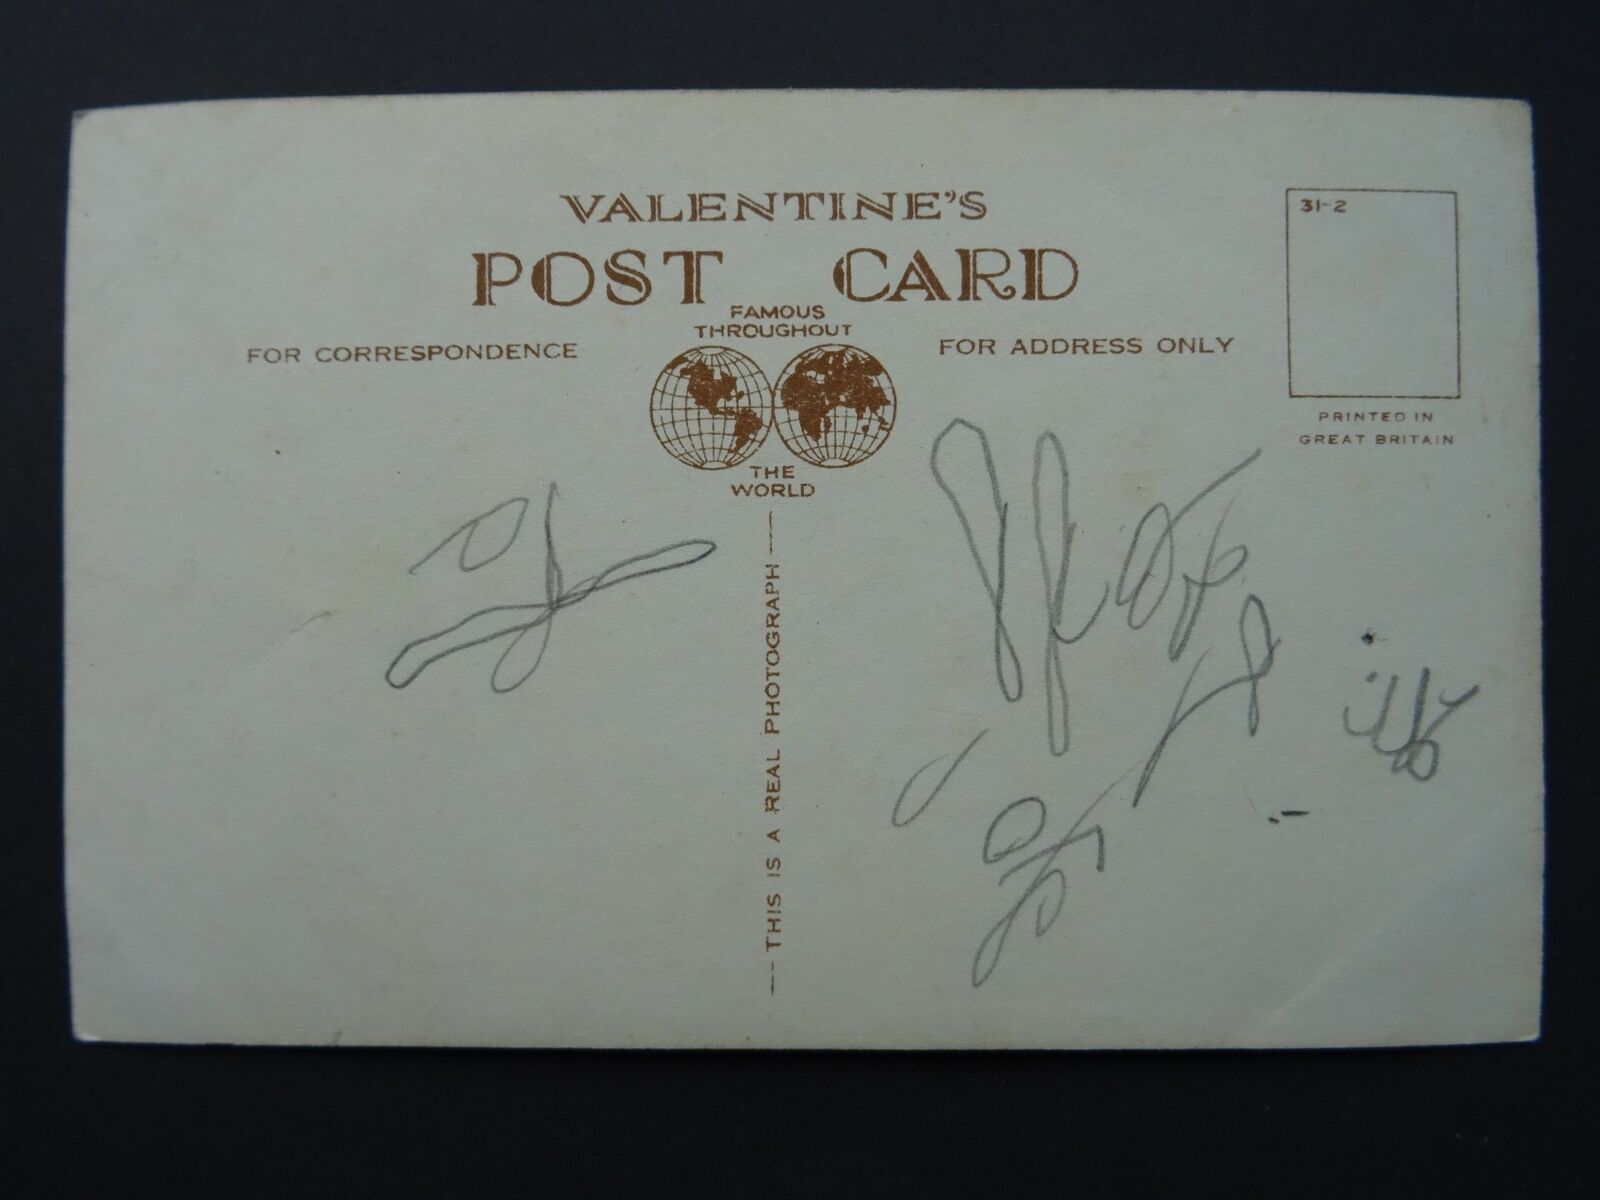 VALENTINE'S
POST CARD
31-2
FAMOUS
THROUGHOUT
THE
WORLD
FOR CORRESPONDENCE
FOR ADDRESS ONLY
PRINTED IN
GREAT BRITAIN
THIS IS A REAL PHOTOGRAPH